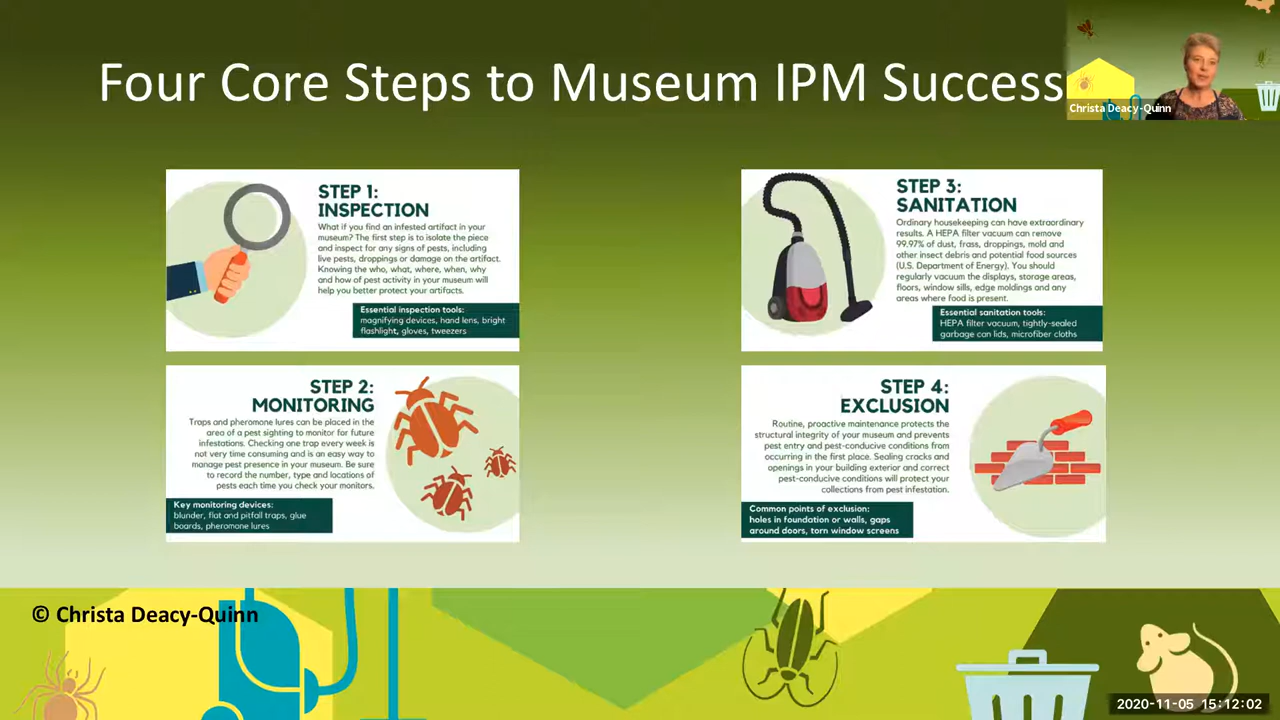 Four Core Steps to Museum IPM Success
Christa Deacy-Quinn
STEP 1:
INSPECTION
What if you find an infested artifact in your
museum? The first step is to isolate the piece
and inspect for any signs of pests, including
live pests, droppings or damage on the artifact.
Knowing the who, what, where, when, why
and how of pest activity in your museum will
help you better protect your artifacts.
Essential inspection tools:
magnifying devices, hand lens, bright
flashlight, gloves, tweezers
STEP 2:
MONITORING
Traps and pheromone lures can be placed in the
area of a pest sighting to monitor for future
infestations. Checking one trap every week is
not very time consuming and is an easy way to
manage pest presence in your museum. Be sure
to record the number, type and locations of
pests each time you check your monitors.
Key monitoring devices:
blunder, flat and pitfall traps, glue
boards, pheromone lures
STEP 3:
SANITATION
Ordinary housekeeping can have extraordinary
results. A HEPA filter vacuum can remove
99.97% of dust, frass, droppings, mold and
other insect debris and potential food sources
(U.S. Department of Energy). You should
regularly vacuum the displays, storage areas,
floors, window sills, edge moldings and any
areas where food is present.
Essential sanitation tools:
HEPA filter vacuum, tightly-sealed
garbage can lids, microfiber cloths
STEP 4:
EXCLUSION
Routine, proactive maintenance protects the
structural integrity of your museum and prevents
pest entry and pest-conducive conditions from
occurring in the first place. Sealing cracks and
openings in your building exterior and correct
pest-conducive conditions will protect your
collections from pest infestation.
Common points of exclusion:
holes in foundation or walls, gaps
around doors, torn window screens
© Christa Deacy-Quinn
2020-11-05 15:12:02